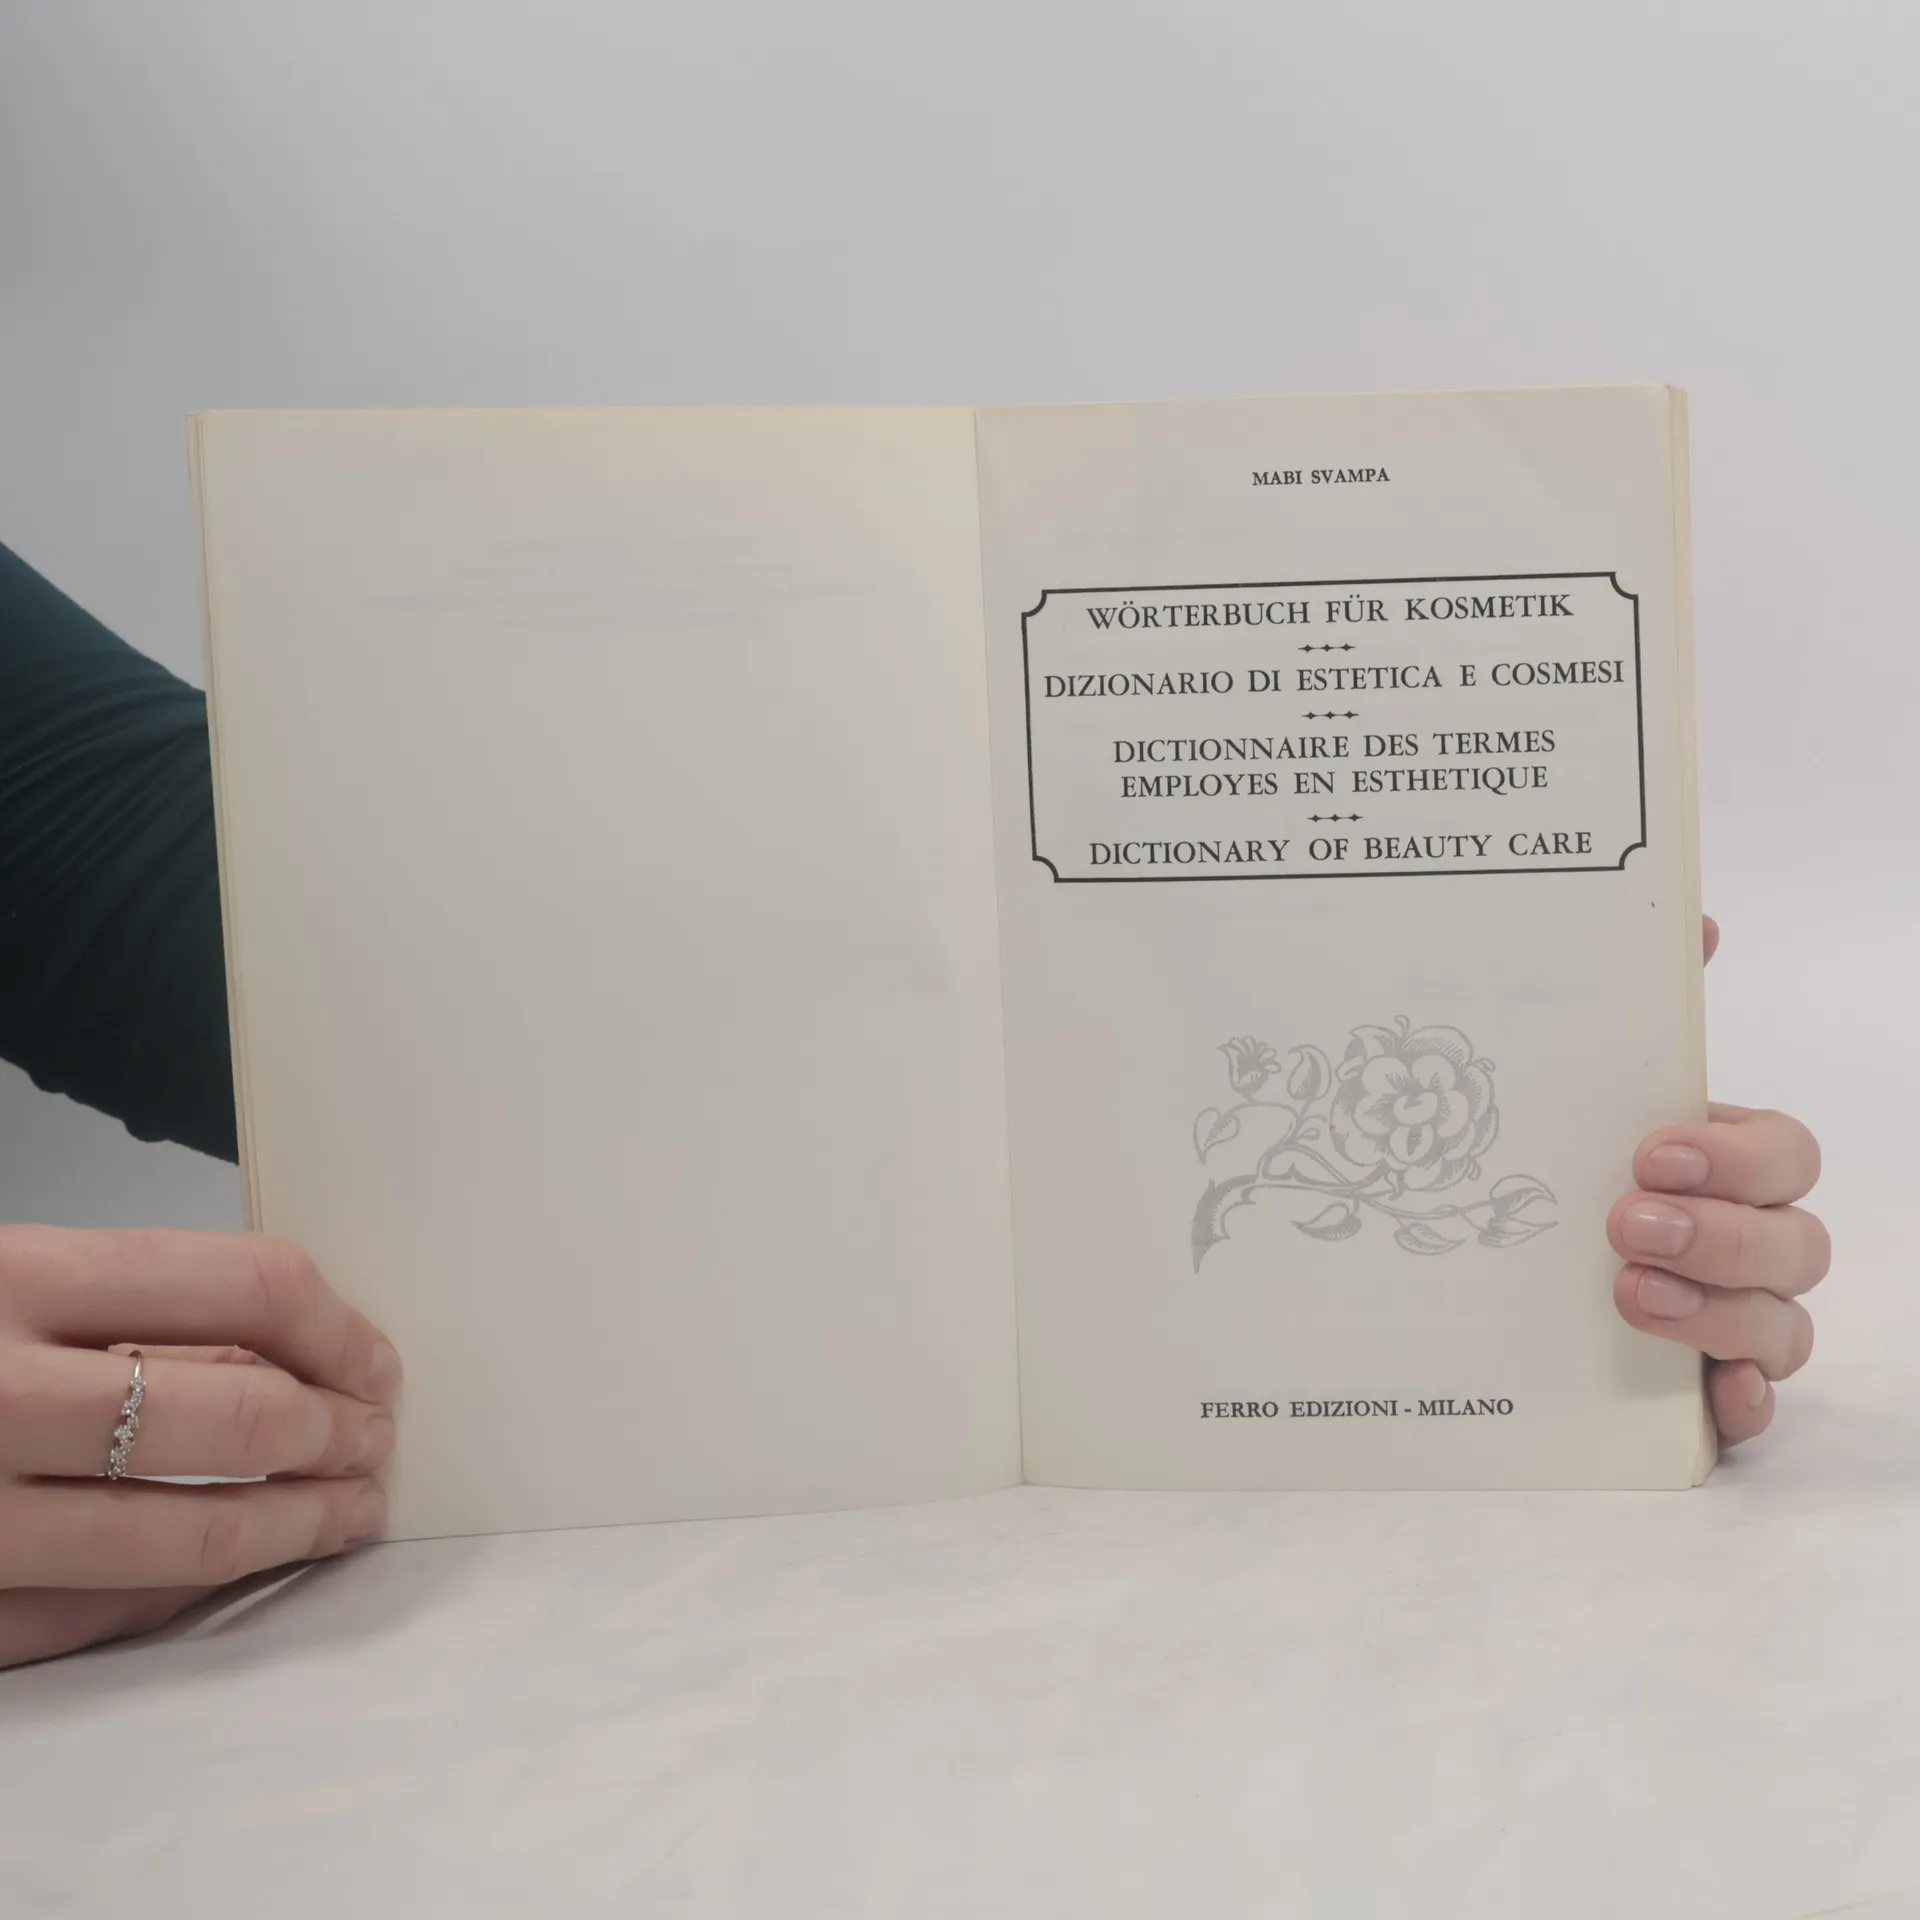 MABI SVAMPA
WÖRTERBUCH FÜR KOSMETIK
DIZIONARIO DI ESTETICA E COSMESI
DICTIONNAIRE DES TERMES
EMPLOYES EN ESTHETIQUE
DICTIONARY OF BEAUTY CARE
FERRO EDIZIONI - MILANO